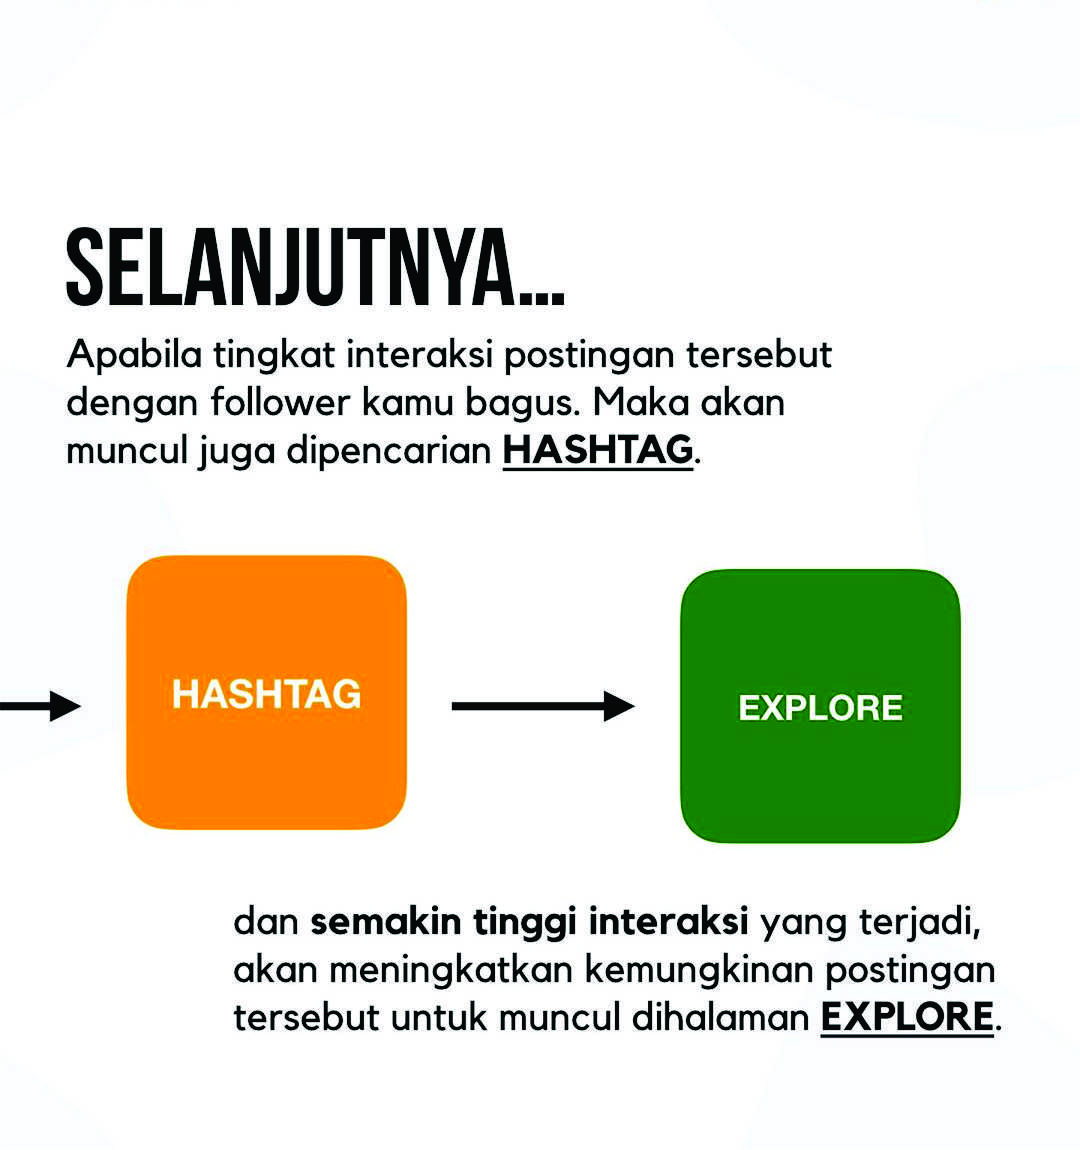 SELANJUTNYA...
Apabila tingkat interaksi postingan tersebut
dengan follower kamu bagus. Maka akan
muncul juga dipencarian HASHTAG.
HASHTAG
EXPLORE
dan semakin tinggi interaksi yang terjadi,
akan meningkatkan kemungkinan postingan
tersebut untuk muncul dihalaman EXPLORE.